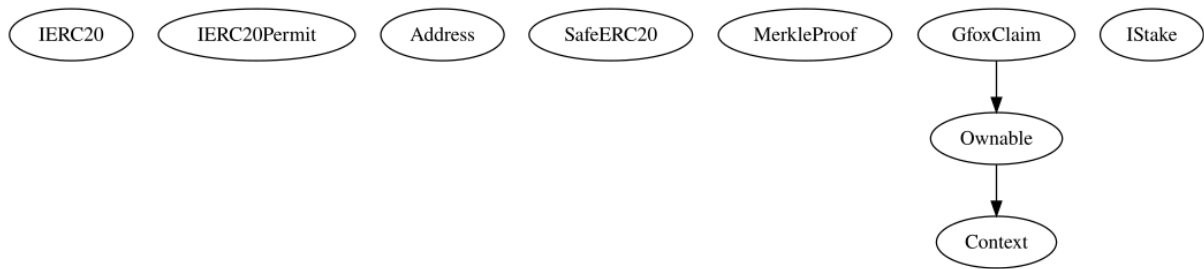 IERC20 IERC20Permit Address SafeERC20 MerkleProof GfoxClaim IStake
Ownable
Context